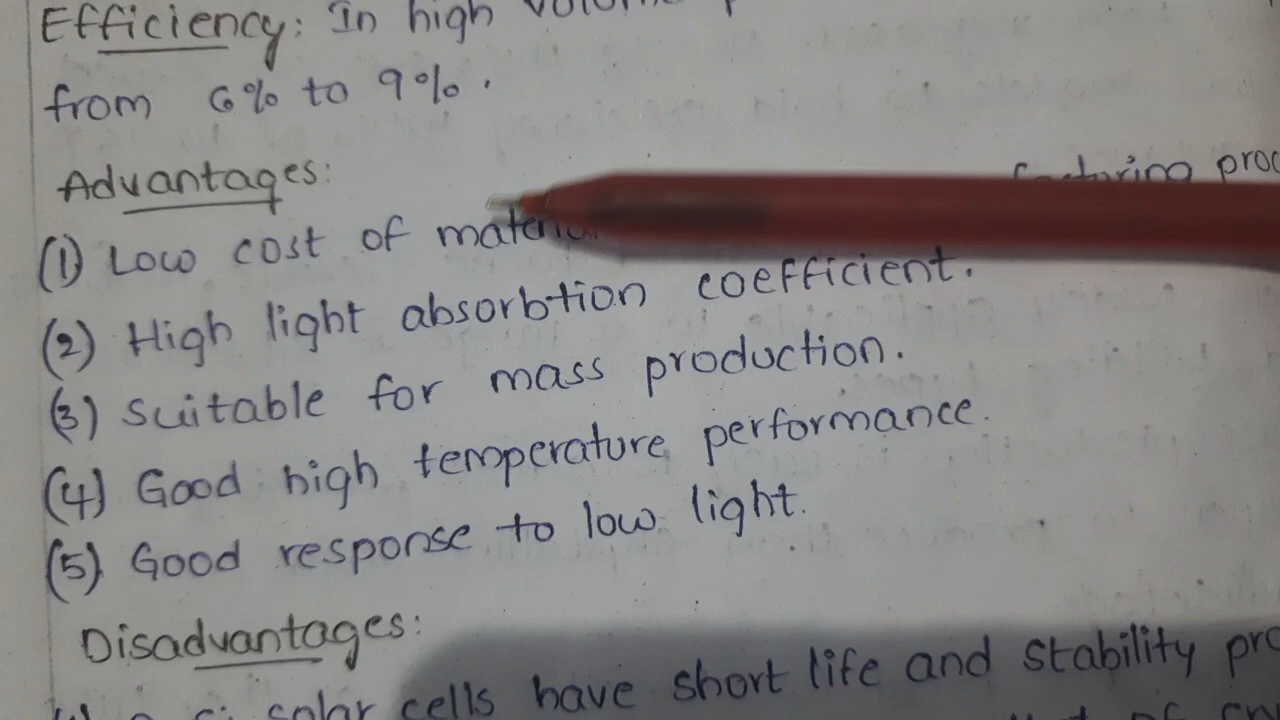 Efficiency: In high
from 6% to 9%.
Advantages:
(1) Low cost of
(2) High light absorbtion coefficient.
(3) Suitable for mass production.
(4) Good high temperature performance.
(5) Good response to low light.
Disadvantages:
solar cells have short life and stability